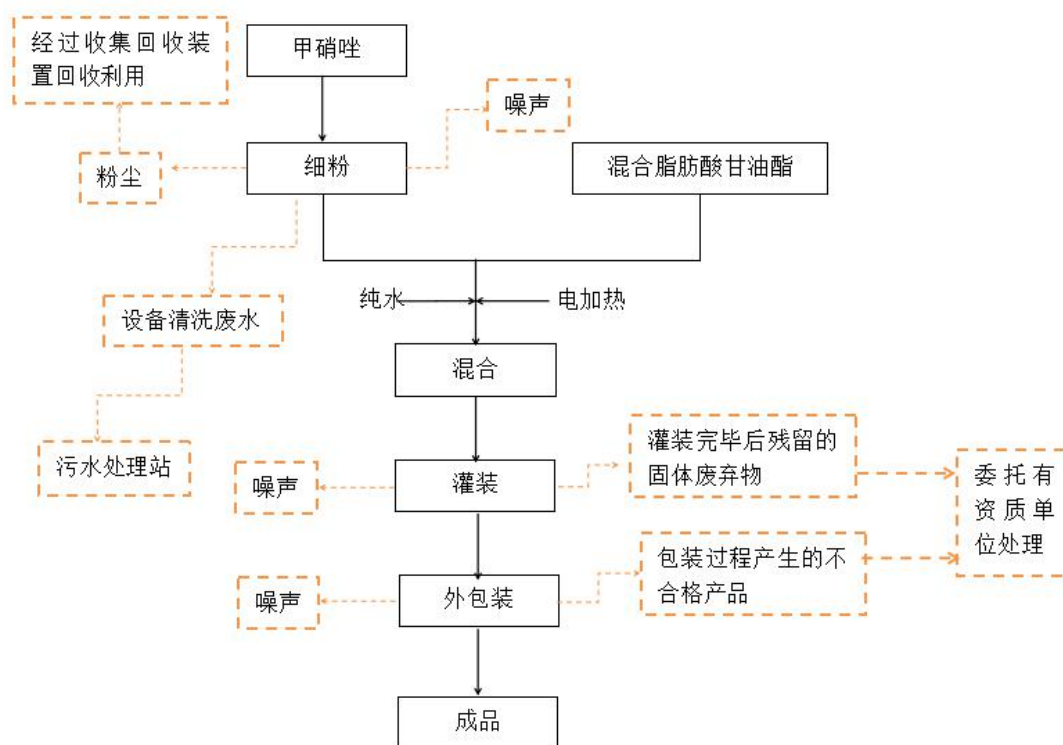 经过收集回收装
置回收利用
甲硝唑
噪声
粉尘
细粉
混合脂肪酸甘油酯
纯水
电加热
设备清洗废水
混合
污水处理站
噪声
灌装
灌装完毕后残留的
固体废弃物
委托有
资质单
位处理
噪声
外包装
包装过程产生的不
合格产品
成品